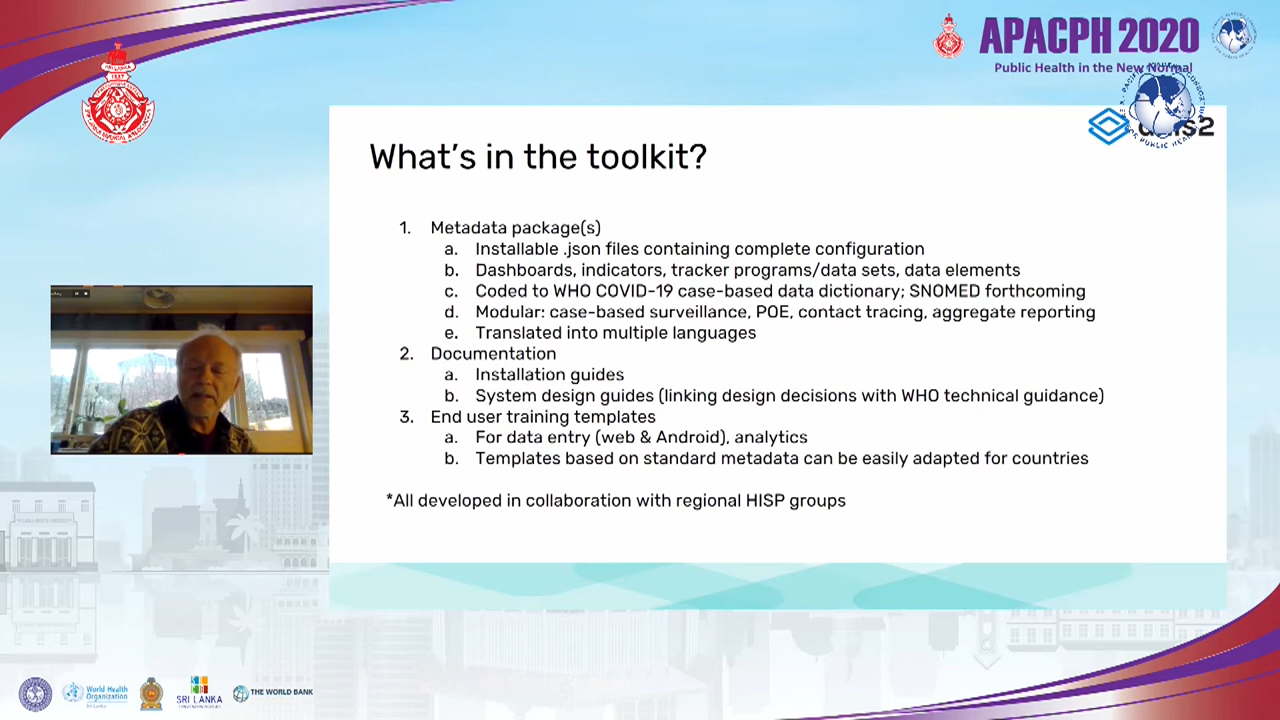 APACPH 2020
Public Health in the New Normal
What's in the toolkit?
1. Metadata package(s)
a. Installable .json files containing complete configuration
b. Dashboards, indicators, tracker programs/data sets, data elements
c. Coded to WHO COVID-19 case-based data dictionary; SNOMED forthcoming
d. Modular: case-based surveillance, POE, contact tracing, aggregate reporting
e. Translated into multiple languages
2. Documentation
a. Installation guides
b. System design guides (linking design decisions with WHO technical guidance)
3. End user training templates
a. For data entry (web & Android), analytics
b. Templates based on standard metadata can be easily adapted for countries
*All developed in collaboration with regional HISP groups
World Health
Organization
Sri Lanka
SRI LANKA
THE WORLD BANK